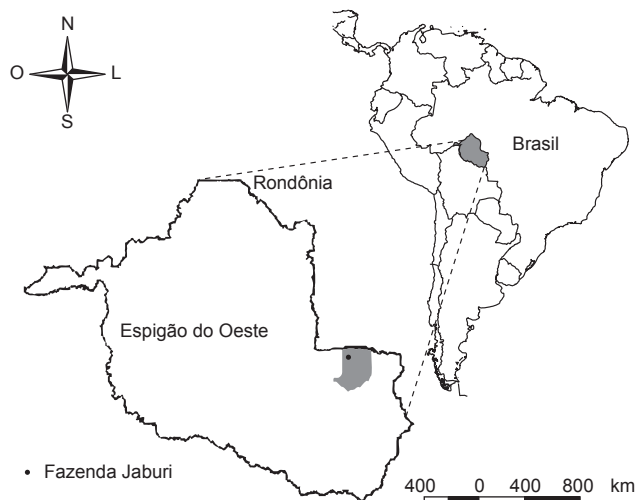 N
O L
S
Brasil
Rondônia
Espigão do Oeste
• Fazenda Jaburi
400 0 400 800 km